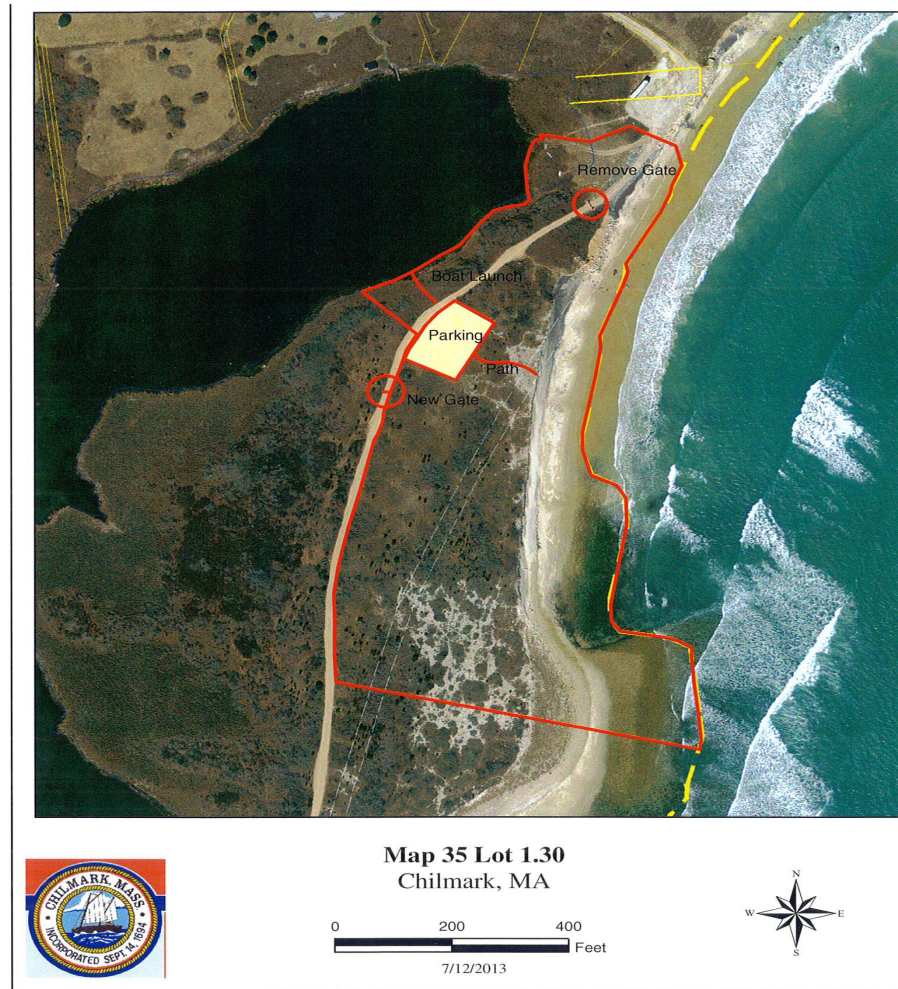 Remove Gate
Boat Launch
Parking
Path
New Gate
Map 35 Lot 1.30
Chilmark, MA
CHILMARK, MASS.
INCORPORATED SEPT. 14, 1694
0 200 400
Feet
7/12/2013
N
W E
S